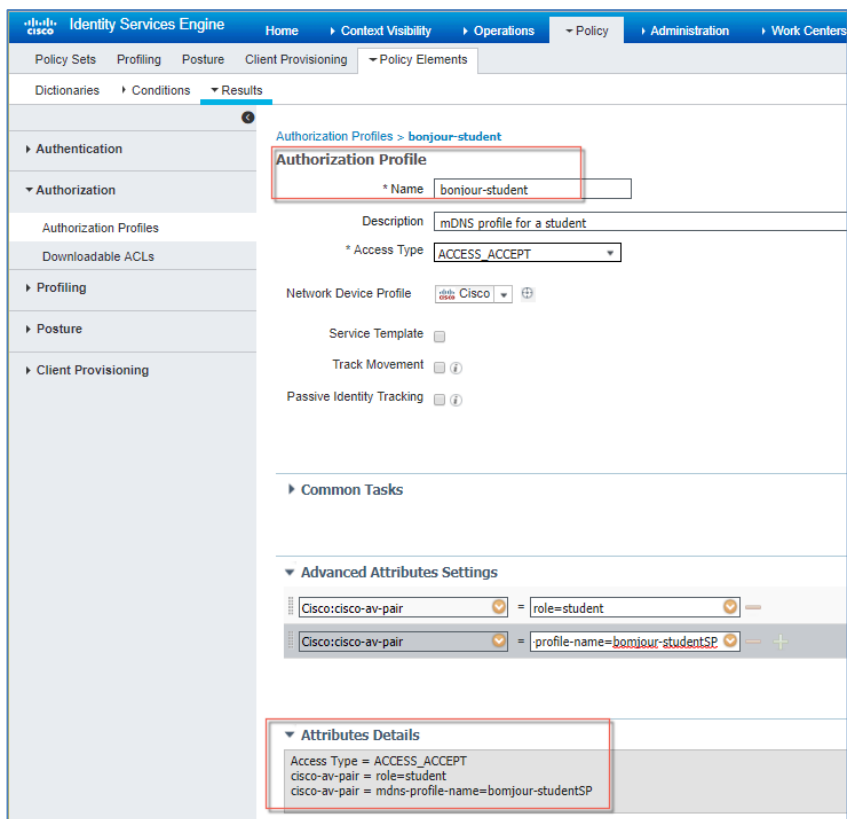 cisco Identity Services Engine Home Context Visibility Operations Policy Administration Work Centers
Policy Sets Profiling Posture Client Provisioning Policy Elements
Dictionaries Conditions Results
Authentication
Authorization
Authorization Profiles
Downloadable ACLs
Profiling
Posture
Client Provisioning
Authorization Profiles > bonjour-student
Authorization Profile
* Name bonjour-student
Description mDNS profile for a student
* Access Type ACCESS_ACCEPT
Network Device Profile cisco Cisco
Service Template
Track Movement
Passive Identity Tracking
Common Tasks
Advanced Attributes Settings
Cisco:cisco-av-pair = role=student
Cisco:cisco-av-pair = -profile-name=bomjour-studentSP
Attributes Details
Access Type = ACCESS_ACCEPT
cisco-av-pair = role=student
cisco-av-pair = mdns-profile-name=bomjour-studentSP